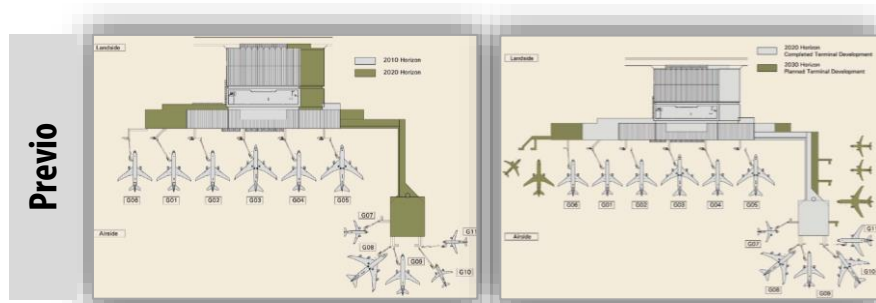 Previo
Landside
2010 Horizon
2020 Horizon
G06
G01
G02
G03
G04
G05
G07
G11
Airside
G08
G09
G10
Landside
2020 Horizon
Completed Terminal Development
2030 Horizon
Planned Terminal Development
G06
G01
G02
G03
G04
G05
Airside
G07
G1
G08
G09
G10